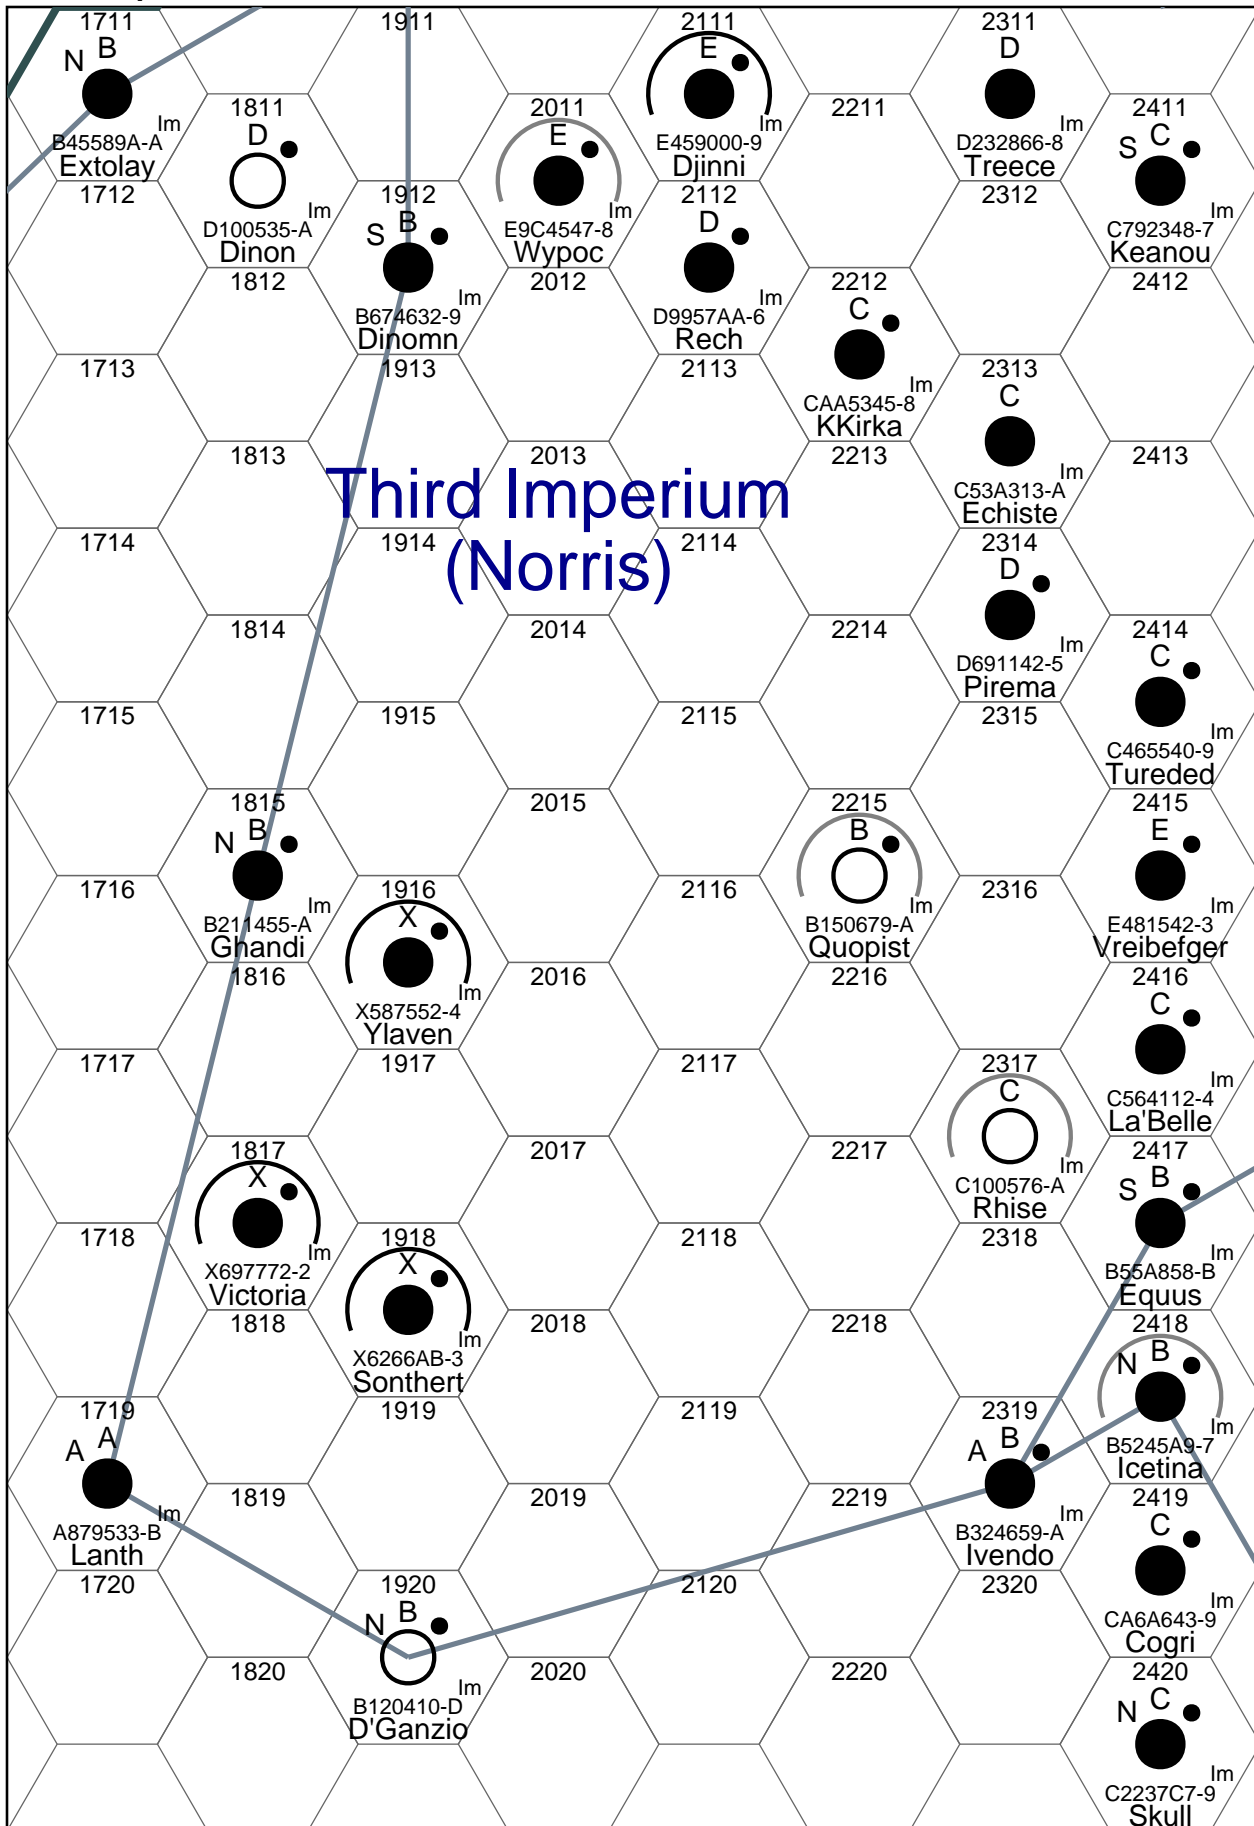 1711
B
N
Im
B45589A-A
Extolay
1911
2111
E
Im
E459000-9
Djinni
2311
D
Im
D232866-8
Treece
1811
D
Im
D100535-A
Dinon
2011
E
Im
E9C4547-8
Wypoc
2211
2411
C
S
Im
C792348-7
Keanou
1712
1912
B
S
Im
B674632-9
Dinomn
2112
D
Im
D9957AA-6
Rech
2312
1812
2012
2212
C
Im
CAA5345-8
KKirka
2412
1713
1913
2113
2313
C
Im
C53A313-A
Echiste
1813
2013
2213
2413
Third Imperium
(Norris)
1714
1914
2114
2314
D
Im
D691142-5
Pirema
1814
2014
2214
2414
C
Im
C465540-9
Tureded
1715
1915
2115
2315
1815
B
N
Im
B211455-A
Ghandi
2015
2215
B
Im
B150679-A
Quopist
2415
E
Im
E481542-3
Vreibefger
1716
1916
X
Im
X587552-4
Ylaven
2116
2316
1816
2016
2216
2416
C
Im
C564112-4
La'Belle
1717
1917
2117
2317
C
Im
C100576-A
Rhise
1817
X
Im
X697772-2
Victoria
2017
2217
2417
B
S
Im
B55A858-B
Equus
1718
1918
X
Im
X6266AB-3
Sonthert
2118
2318
1818
2018
2218
2418
B
N
Im
B5245A9-7
Icetina
1719
A
A
Im
A879533-B
Lanth
1919
2119
2319
B
A
Im
B324659-A
Ivendo
1819
2019
2219
2419
C
Im
CA6A643-9
Cogri
1720
1920
B
N
Im
B120410-D
D'Ganzio
2120
2320
1820
2020
2220
2420
C
N
Im
C2237C7-9
Skull